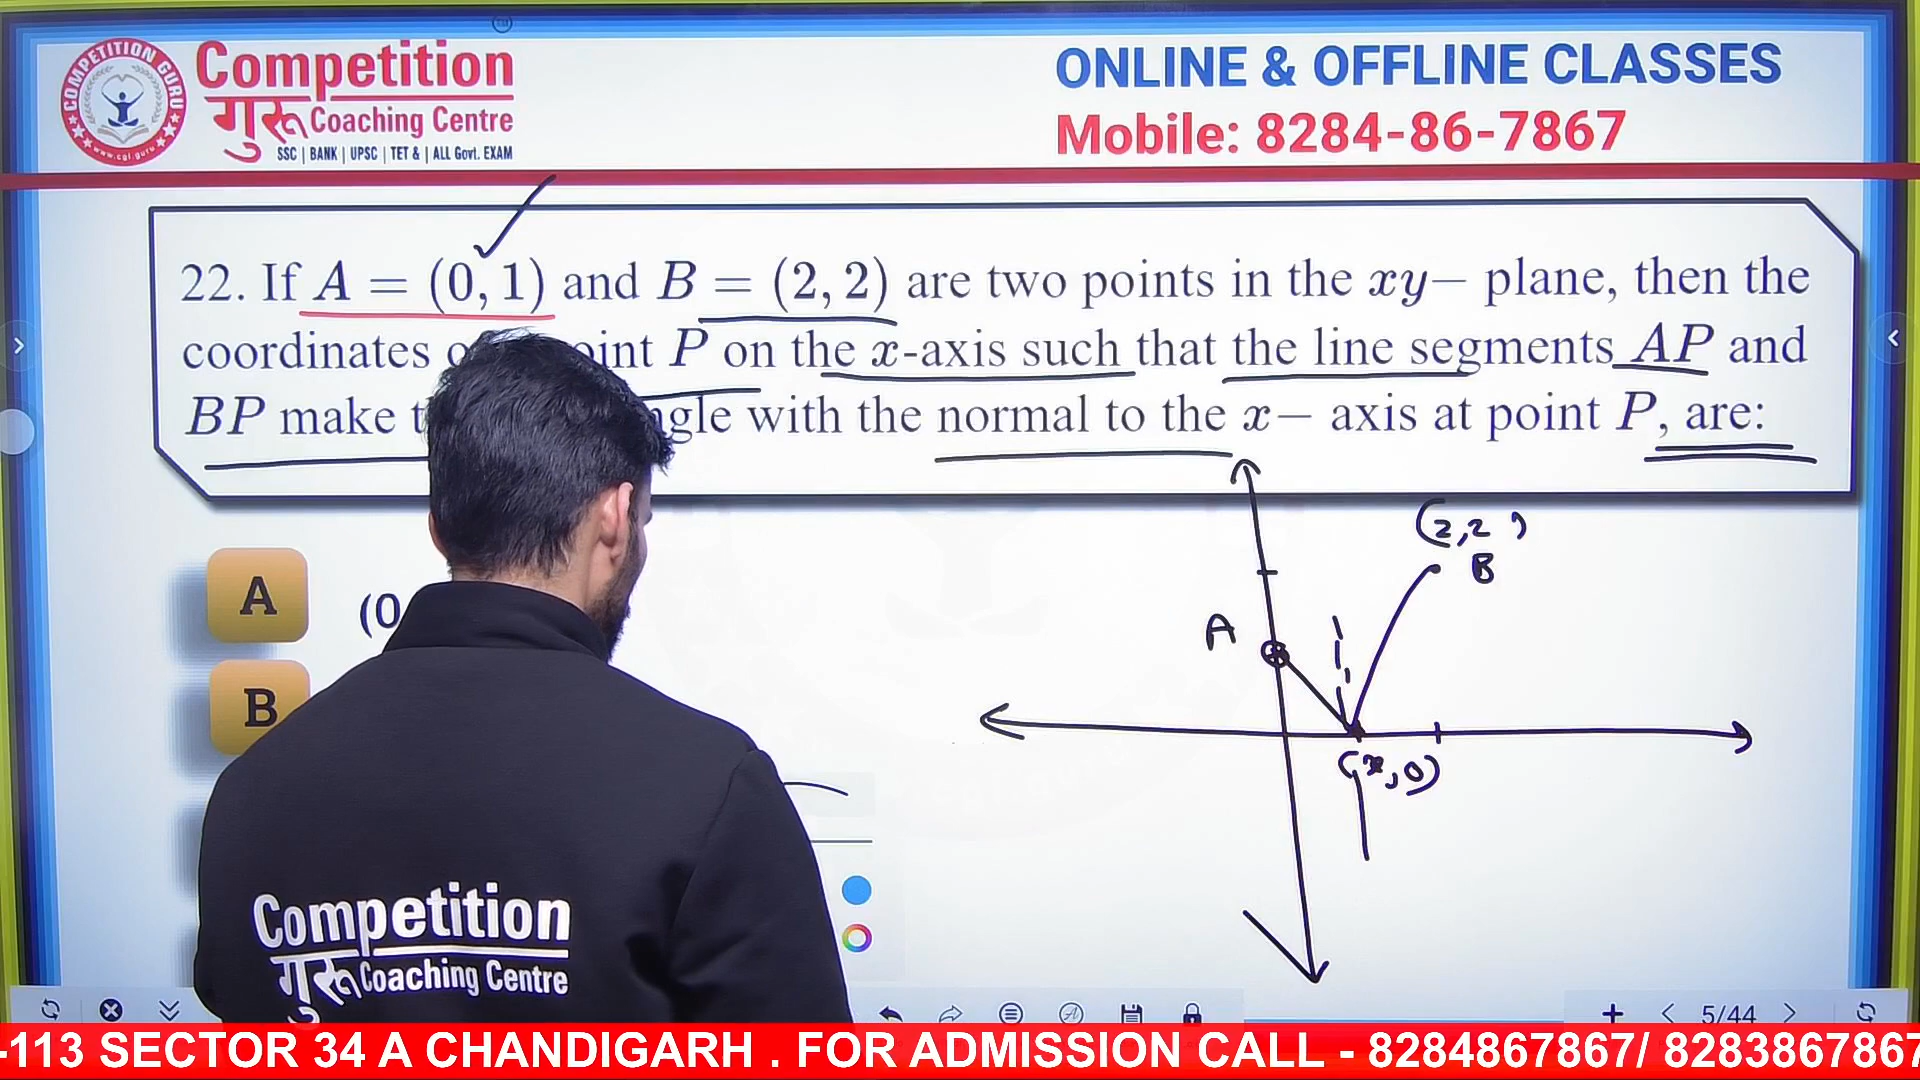 COMPETITION GURU
www.cgl.guru
Competition
गुरू Coaching Centre
SSC | BANK | UPSC | TET & | ALL Govt. EXAM
ONLINE & OFFLINE CLASSES
Mobile: 8284-86-7867
22. If A = (0, 1) and B = (2, 2) are two points in the xy− plane, then the
coordinates P on the x-axis such that the line segments AP and
BP make with the normal to the x− axis at point P, are:
(2,2)
B
A
(x,0)
A (0
B
Competition
गुरू Coaching Centre
5/44
-113 SECTOR 34 A CHANDIGARH . FOR ADMISSION CALL - 8284867867/ 8283867867